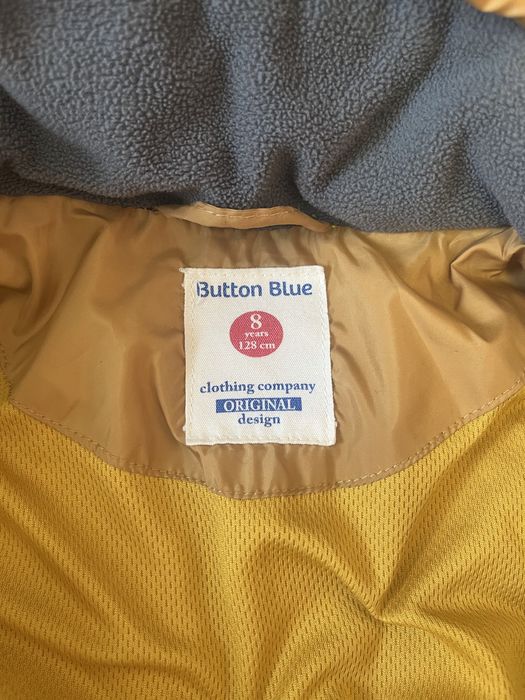 Button Blue
8
years
128 cm
clothing company
ORIGINAL
design